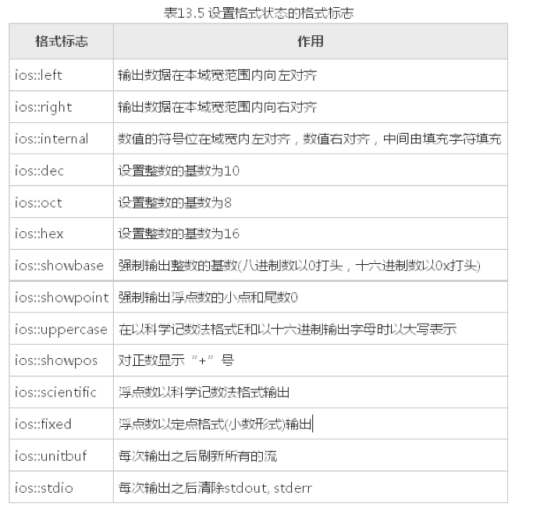 表13.5 设置格式状态的格式标志
格式标志 作用
ios::left 输出数据在本域宽范围内向左对齐
ios::right 输出数据在本域宽范围内向右对齐
ios::internal 数值的符号位在域宽内左对齐，数值右对齐，中间由填充字符填充
ios::dec 设置整数的基数为10
ios::oct 设置整数的基数为8
ios::hex 设置整数的基数为16
ios::showbase 强制输出整数的基数(八进制数以0打头，十六进制数以0x打头)
ios::showpoint 强制输出浮点数的小点和尾数0
ios::uppercase 在以科学记数法格式E和以十六进制输出字母时以大写表示
ios::showpos 对正数显示“+”号
ios::scientific 浮点数以科学记数法格式输出
ios::fixed 浮点数以定点格式(小数形式)输出
ios::unitbuf 每次输出之后刷新所有的流
ios::stdio 每次输出之后清除stdout, stderr